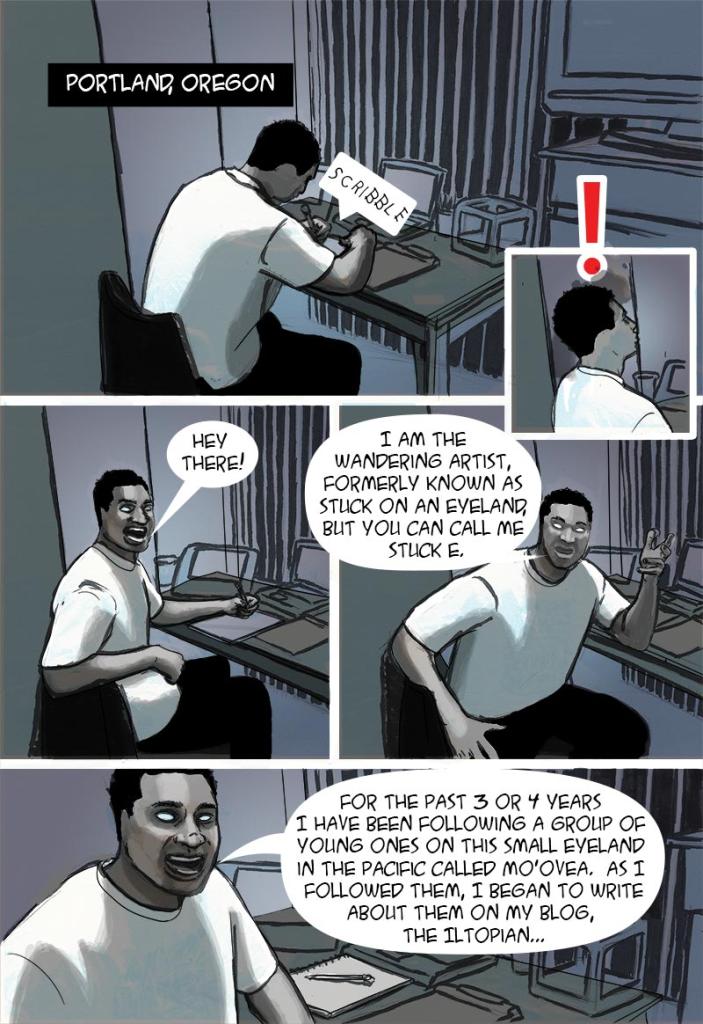 PORTLAND, OREGON
SCRIBBLE
!
HEY
THERE!
I AM THE
WANDERING ARTIST,
FORMERLY KNOWN AS
STUCK ON AN EYELAND,
BUT YOU CAN CALL ME
STUCK E.
FOR THE PAST 3 OR 4 YEARS
I HAVE BEEN FOLLOWING A GROUP OF
YOUNG ONES ON THIS SMALL EYELAND
IN THE PACIFIC CALLED MO'OVEA. AS I
FOLLOWED THEM, I BEGAN TO WRITE
ABOUT THEM ON MY BLOG,
THE ILTOPIAN...